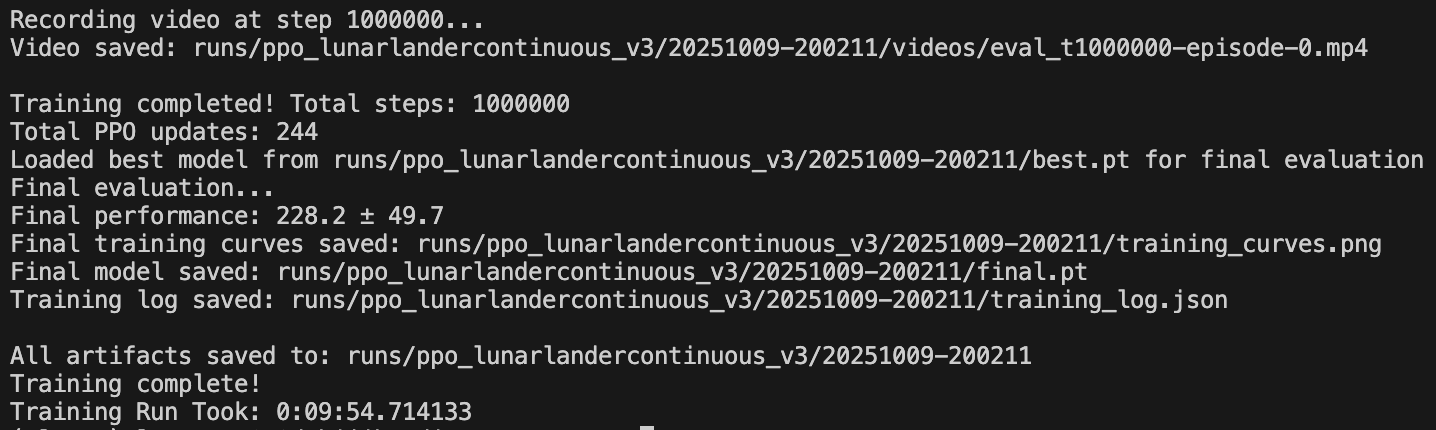 Recording video at step 1000000...
Video saved: runs/ppo_lunarlandercontinuous_v3/20251009-200211/videos/eval_t1000000-episode-0.mp4
Training completed! Total steps: 1000000
Total PPO updates: 244
Loaded best model from runs/ppo_lunarlandercontinuous_v3/20251009-200211/best.pt for final evaluation
Final evaluation...
Final performance: 228.2 ± 49.7
Final training curves saved: runs/ppo_lunarlandercontinuous_v3/20251009-200211/training_curves.png
Final model saved: runs/ppo_lunarlandercontinuous_v3/20251009-200211/final.pt
Training log saved: runs/ppo_lunarlandercontinuous_v3/20251009-200211/training_log.json
All artifacts saved to: runs/ppo_lunarlandercontinuous_v3/20251009-200211
Training complete!
Training Run Took: 0:09:54.714133